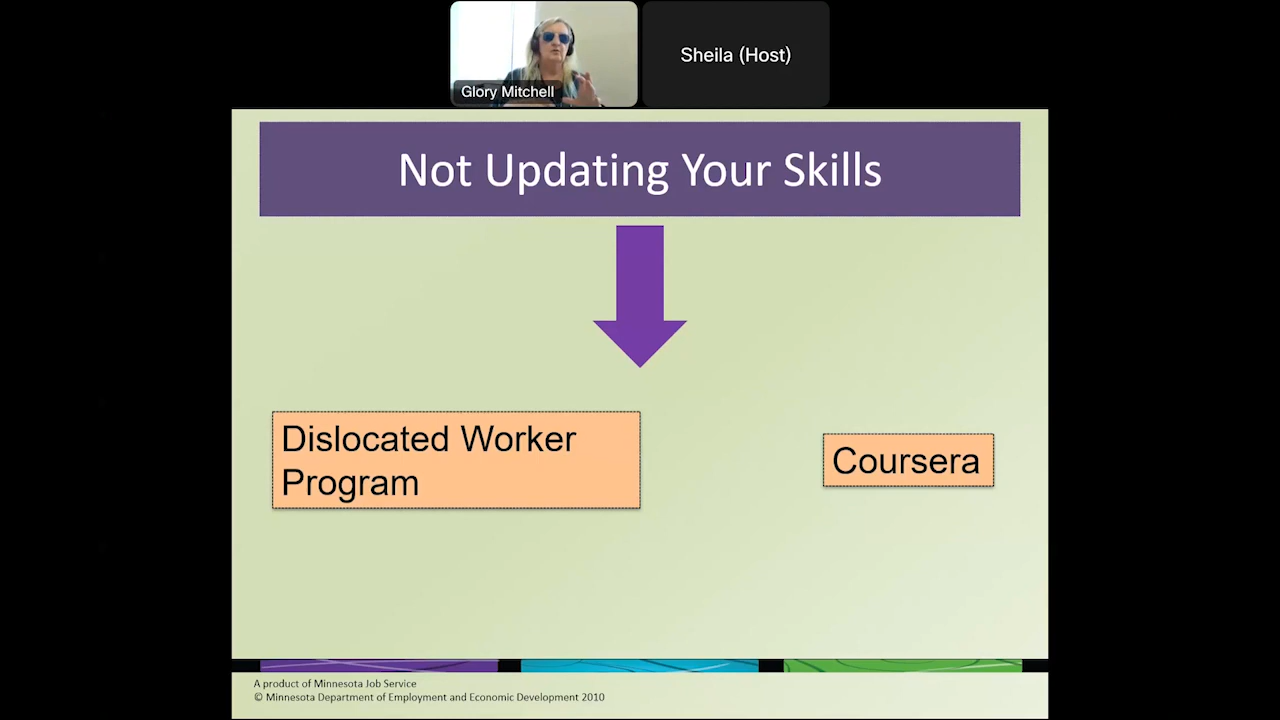 Glory Mitchell
Sheila (Host)
Not Updating Your Skills
Dislocated Worker
Program
Coursera
A product of Minnesota Job Service
© Minnesota Department of Employment and Economic Development 2010